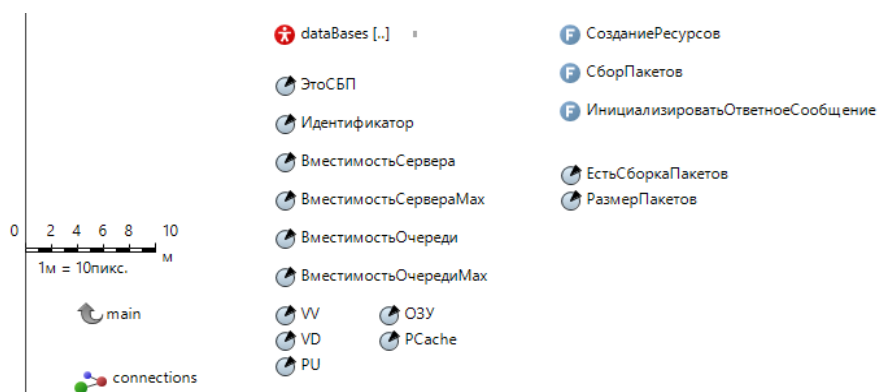 dataBases [..]
СозданиеРесурсов
ЭтоСБП
СборПакетов
Идентификатор
ИнициализироватьОтветноеСообщение
ВместимостьСервера
ЕстьСборкаПакетов
ВместимостьСервераMax
РазмерПакетов
0 2 4 6 8 10
м
1м = 10пикс.
ВместимостьОчереди
ВместимостьОчередиMax
main
VV
ОЗУ
VD
PCache
PU
connections